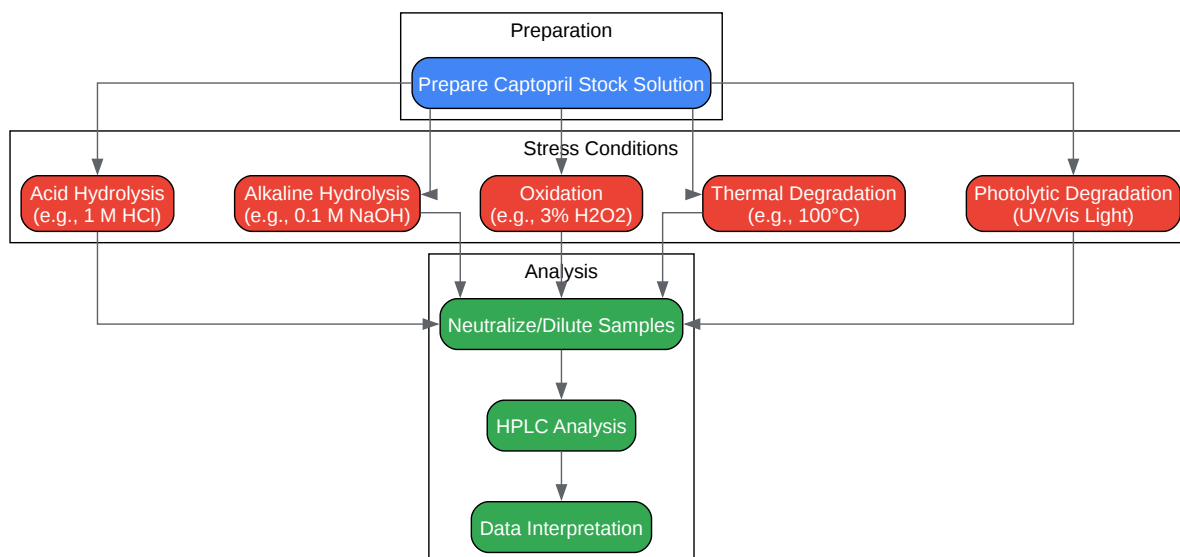 Preparation
Prepare Captopril Stock Solution
Stress Conditions
Acid Hydrolysis
(e.g., 1 M HCl)
Alkaline Hydrolysis
(e.g., 0.1 M NaOH)
Oxidation
(e.g., 3% H2O2)
Thermal Degradation
(e.g., 100°C)
Photolytic Degradation
(UV/Vis Light)
Analysis
Neutralize/Dilute Samples
HPLC Analysis
Data Interpretation